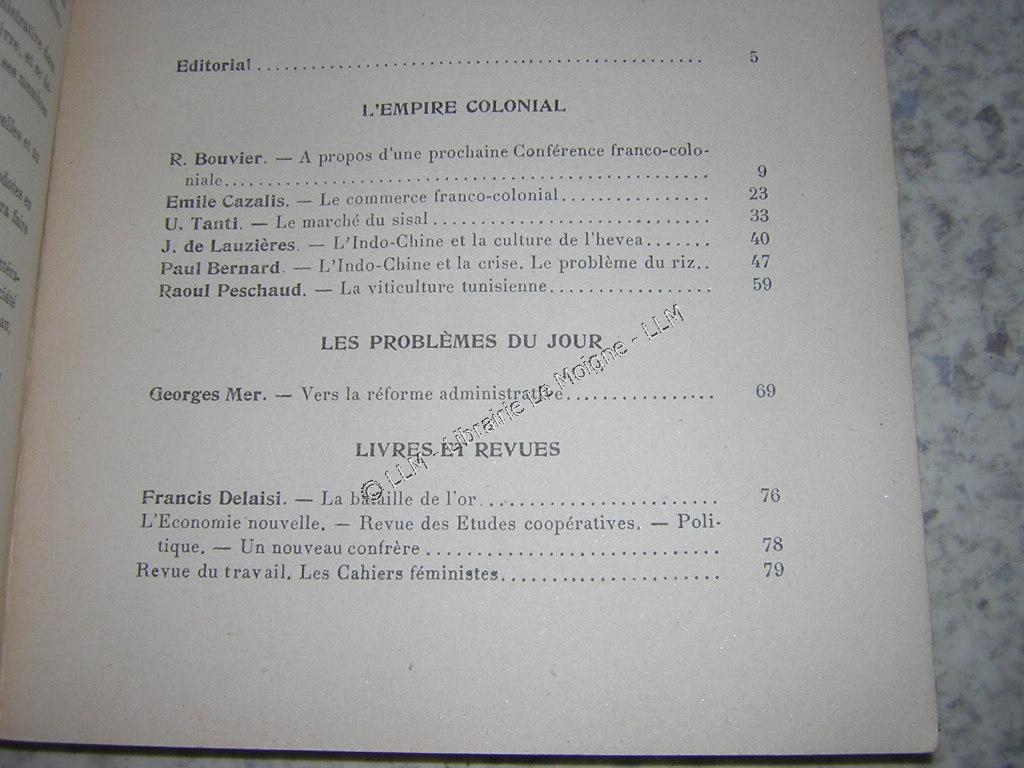 Editorial 5
L'EMPIRE COLONIAL
R. Bouvier. — A propos d'une prochaine Conférence franco-colo-
niale 9
Emile Cazalis. — Le commerce franco-colonial 23
U. Tanti. — Le marché du sisal 33
J. de Lauzières. — L'Indo-Chine et la culture de l'hevea 40
Paul Bernard. — L'Indo-Chine et la crise. Le problème du riz.. 47
Raoul Peschaud. — La viticulture tunisienne 59
LES PROBLÈMES DU JOUR
Georges Mer. — Vers la réforme administrative 69
LIVRES ET REVUES
Francis Delaisi. — La bataille de l'or 76
L'Economie nouvelle. — Revue des Etudes coopératives. — Poli-
tique. — Un nouveau confrère 78
Revue du travail. Les Cahiers féministes 79
© LLM - Librairie Le Moigne - LLM